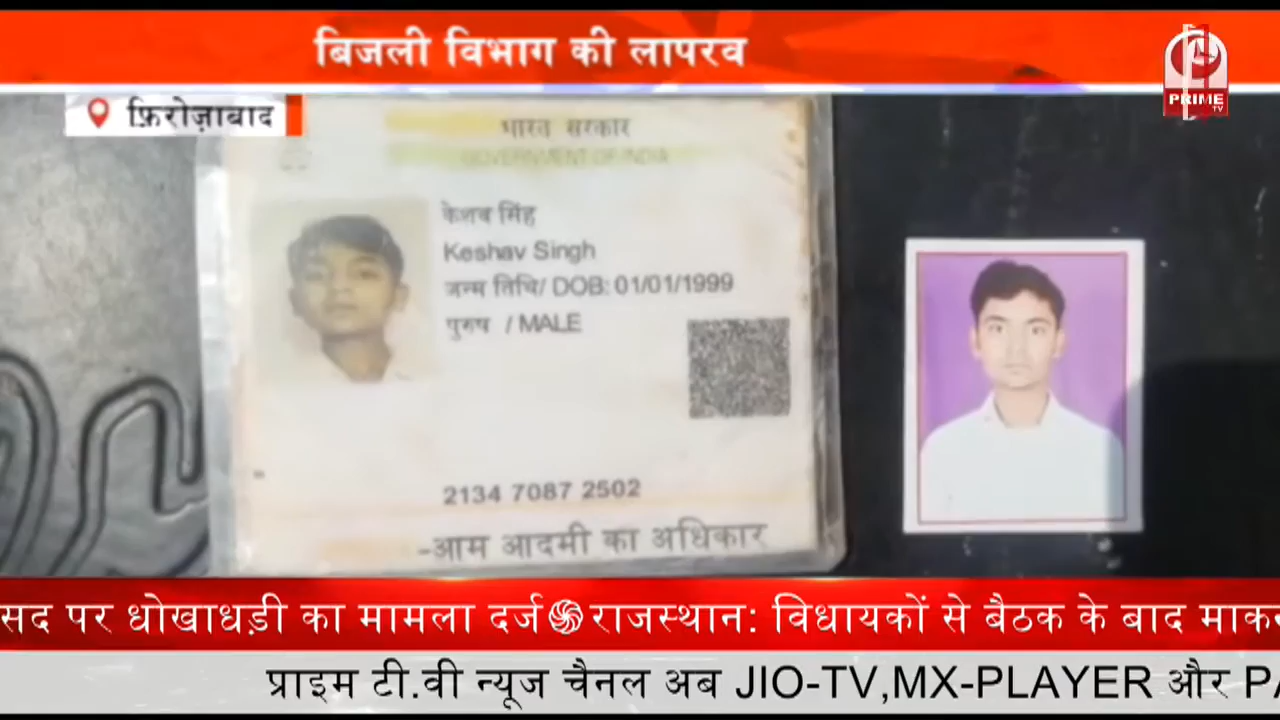 बिजली विभाग की लापरव
PRIME
TV
फ़िरोज़ाबाद
भारत सरकार
GOVERNMENT OF INDIA
केशव सिंह
Keshav Singh
जन्म तिथि/ DOB: 01/01/1999
पुरुष / MALE
2134 7087 2502
-आम आदमी का अधिकार
सद पर धोखाधड़ी का मामला दर्ज राजस्थान: विधायकों से बैठक के बाद माक
प्राइम टी.वी न्यूज चैनल अब JIO-TV,MX-PLAYER और PA